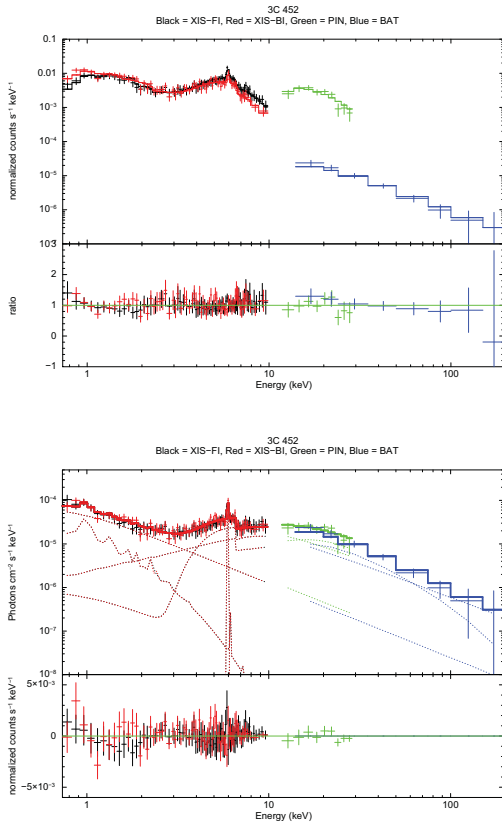 3C 452
Black = XIS-FI, Red = XIS-BI, Green = PIN, Blue = BAT
normalized counts s⁻¹ keV⁻¹
0.1
0.01
10⁻³
10⁻⁴
10⁻⁵
10⁻⁶
10⁻³
ratio
2
1
0
−1
1
10
100
Energy (keV)
3C 452
Black = XIS-FI, Red = XIS-BI, Green = PIN, Blue = BAT
Photons cm⁻² s⁻¹ keV⁻¹
10⁻⁴
10⁻⁵
10⁻⁶
10⁻⁷
10⁻⁸
normalized counts s⁻¹ keV⁻¹
5×10⁻³
0
−5×10⁻³
1
10
100
Energy (keV)